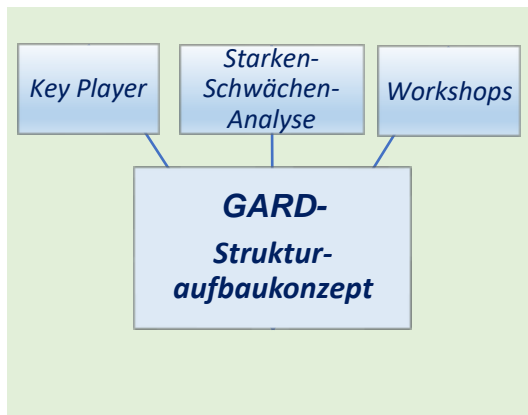 Key Player
Starken-
Schwächen-
Analyse
Workshops
GARD-
Struktur-
aufbaukonzept